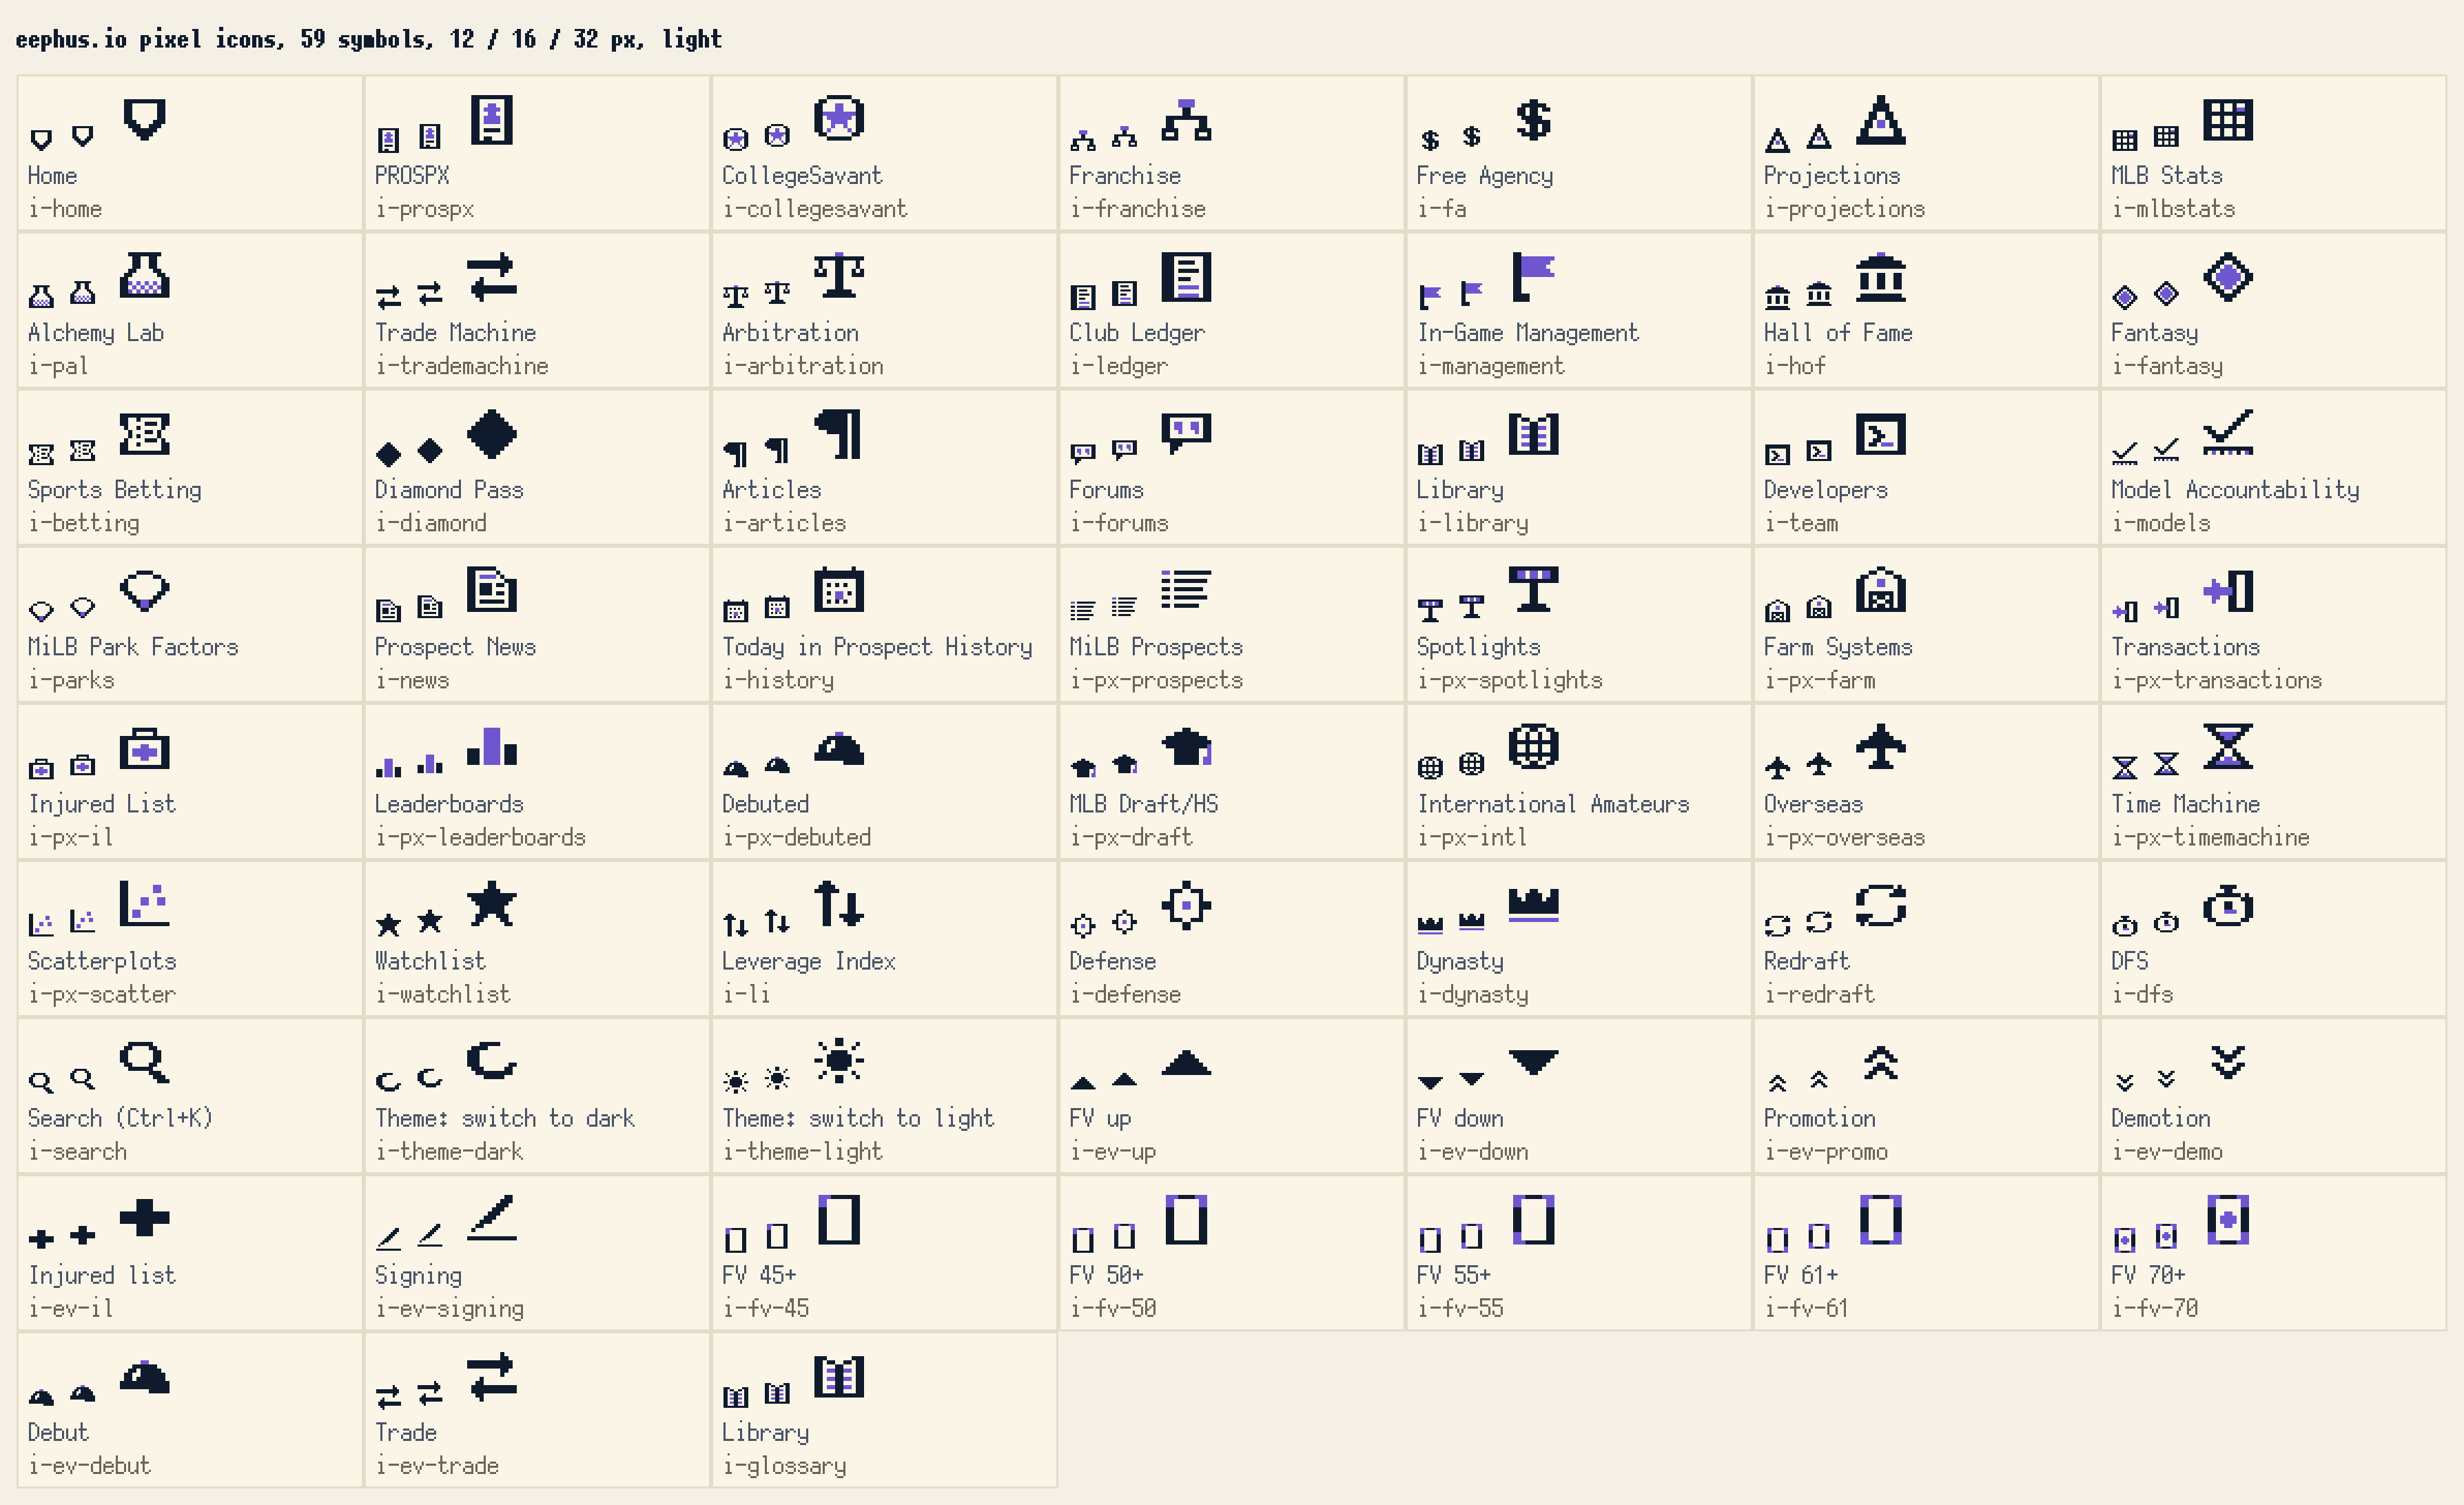 eephus.io pixel icons, 59 symbols, 12 / 16 / 32 px, light
Home
i-home
PROSPX
i-prospx
CollegeSavant
i-collegesavant
Franchise
i-franchise
Free Agency
i-fa
Projections
i-projections
MLB Stats
i-mlbstats
Alchemy Lab
i-pal
Trade Machine
i-trademachine
Arbitration
i-arbitration
Club Ledger
i-ledger
In-Game Management
i-management
Hall of Fame
i-hof
Fantasy
i-fantasy
Sports Betting
i-betting
Diamond Pass
i-diamond
Articles
i-articles
Forums
i-forums
Library
i-library
Developers
i-team
Model Accountability
i-models
MiLB Park Factors
i-parks
Prospect News
i-news
Today in Prospect History
i-history
MiLB Prospects
i-px-prospects
Spotlights
i-px-spotlights
Farm Systems
i-px-farm
Transactions
i-px-transactions
Injured List
i-px-il
Leaderboards
i-px-leaderboards
Debuted
i-px-debuted
MLB Draft/HS
i-px-draft
International Amateurs
i-px-intl
Overseas
i-px-overseas
Time Machine
i-px-timemachine
Scatterplots
i-px-scatter
Watchlist
i-watchlist
Leverage Index
i-li
Defense
i-defense
Dynasty
i-dynasty
Redraft
i-redraft
DFS
i-dfs
Search (Ctrl+K)
i-search
Theme: switch to dark
i-theme-dark
Theme: switch to light
i-theme-light
FV up
i-ev-up
FV down
i-ev-down
Promotion
i-ev-promo
Demotion
i-ev-demo
Injured list
i-ev-il
Signing
i-ev-signing
FV 45+
i-fv-45
FV 50+
i-fv-50
FV 55+
i-fv-55
FV 61+
i-fv-61
FV 70+
i-fv-70
Debut
i-ev-debut
Trade
i-ev-trade
Library
i-glossary